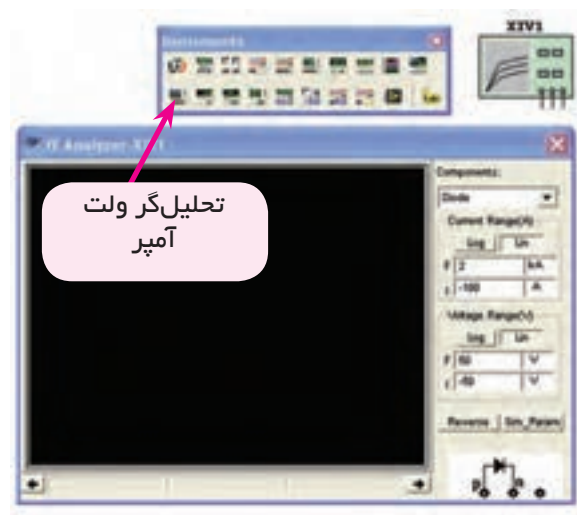 XIV1
Instruments
IV Analyzer-XIV1
تحلیل‌گر ولت
آمپر
Components:
Diode
Current Range(A)
Log Lin
F 2 kA
I -100 A
Voltage Range(V)
Log Lin
F 50 V
I -50 V
Reverse Sim_Param
p n